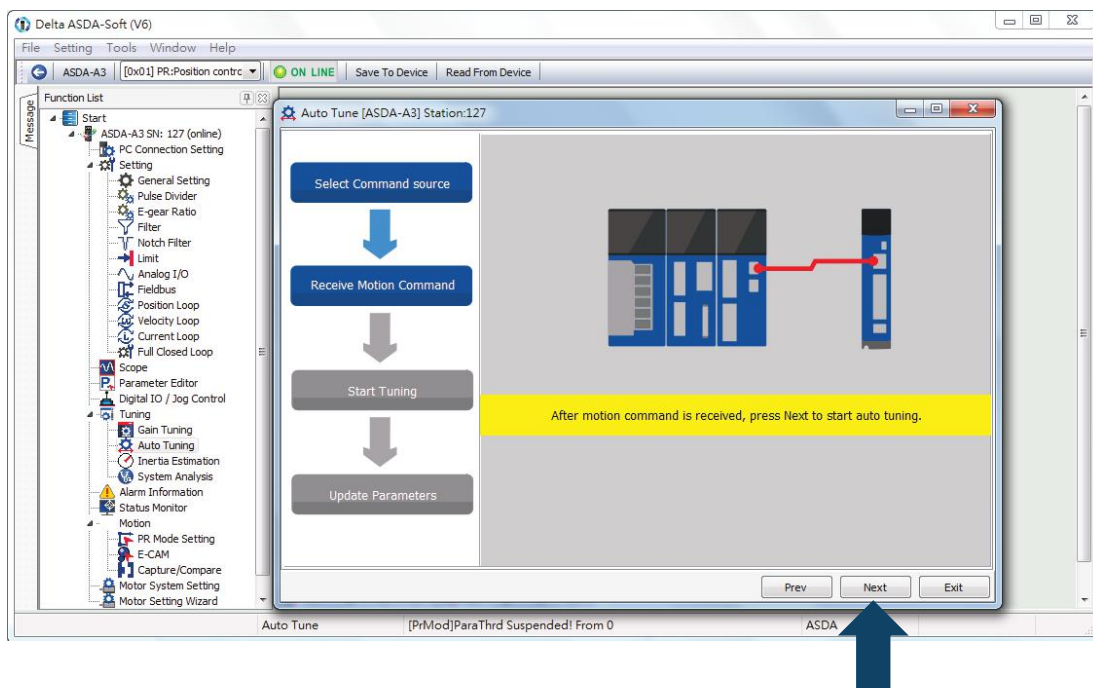 Delta ASDA-Soft (V6)
File Setting Tools Window Help
ASDA-A3 [0x01] PR:Position contrc ON LINE Save To Device Read From Device
Message
Function List
Start
ASDA-A3 SN: 127 (online)
PC Connection Setting
Setting
General Setting
Pulse Divider
E-gear Ratio
Filter
Notch Filter
Limit
Analog I/O
Fieldbus
Position Loop
Velocity Loop
Current Loop
Full Closed Loop
Scope
Parameter Editor
Digital IO / Jog Control
Tuning
Gain Tuning
Auto Tuning
Inertia Estimation
System Analysis
Alarm Information
Status Monitor
Motion
PR Mode Setting
E-CAM
Capture/Compare
Motor System Setting
Motor Setting Wizard
Auto Tune [ASDA-A3] Station:127
Select Command source
Receive Motion Command
Start Tuning
Update Parameters
After motion command is received, press Next to start auto tuning.
Prev Next Exit
Auto Tune [PrMod]ParaThrd Suspended! From 0 ASDA